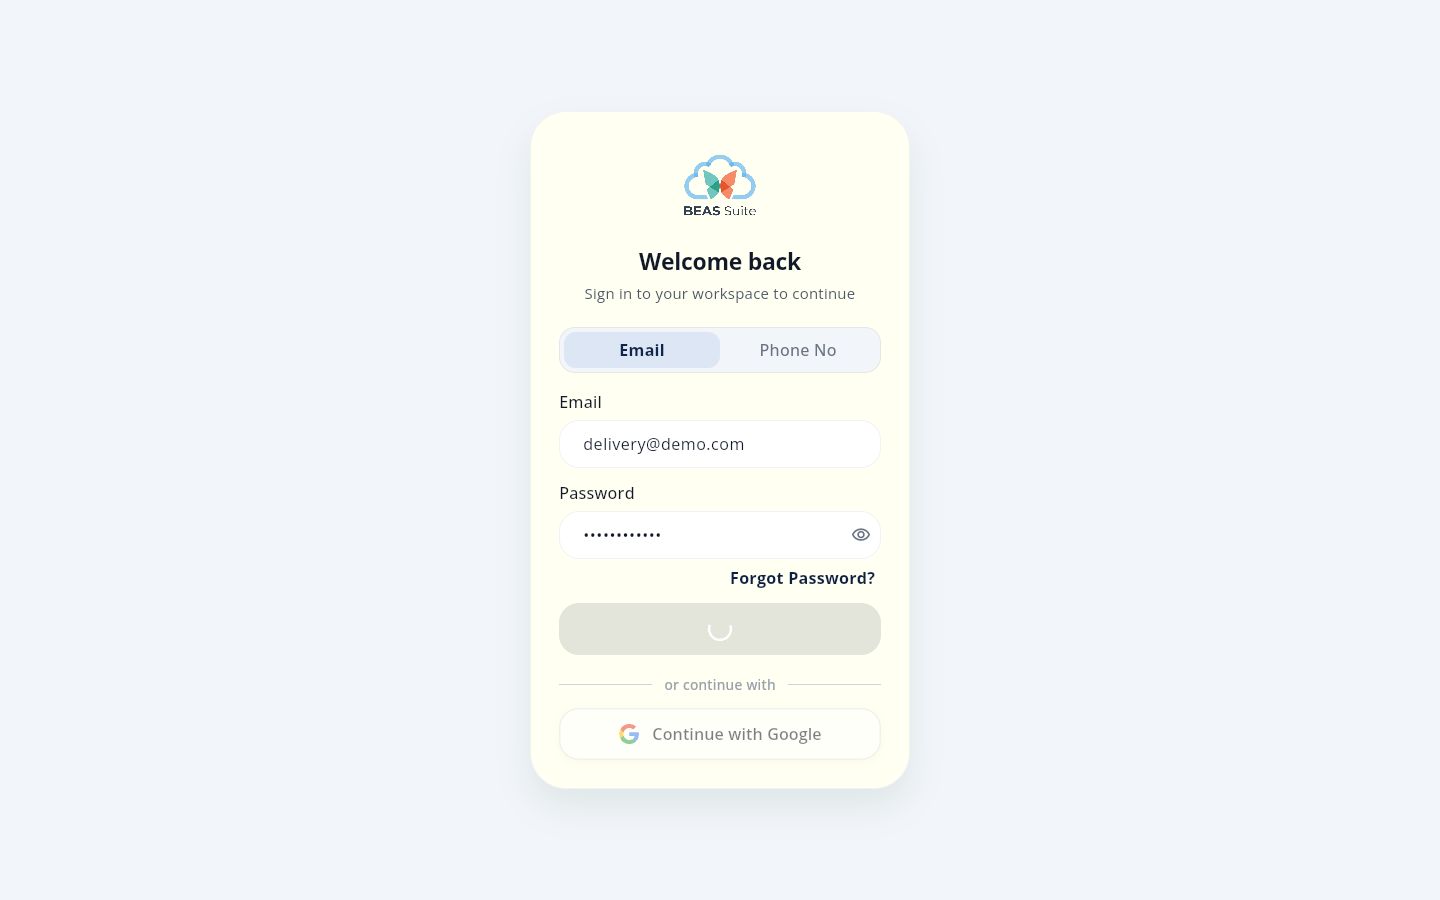 BEAS Suite
Welcome back
Sign in to your workspace to continue
Email
Phone No
Email
delivery@demo.com
Password
••••••••••••
Forgot Password?
or continue with
Continue with Google